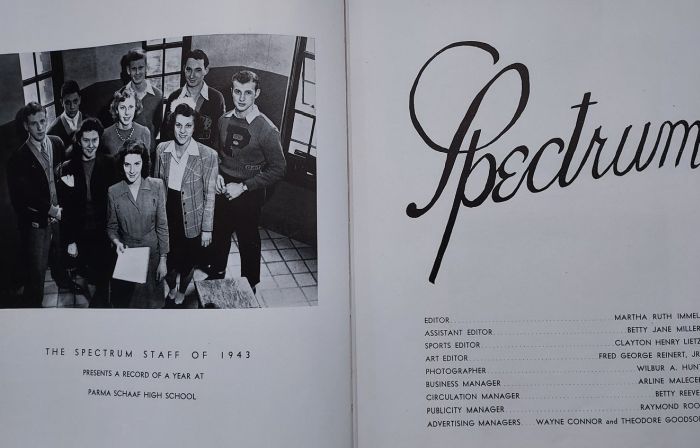 P
THE SPECTRUM STAFF OF 1943
PRESENTS A RECORD OF A YEAR AT
PARMA SCHAAF HIGH SCHOOL
Spectrum
EDITOR MARTHA RUTH IMMEL
ASSISTANT EDITOR BETTY JANE MILLER
SPORTS EDITOR CLAYTON HENRY LIETZ
ART EDITOR FRED GEORGE REINERT, JR
PHOTOGRAPHER WILBUR A. HUNT
BUSINESS MANAGER ARLINE MALECEK
CIRCULATION MANAGER BETTY REEVE
PUBLICITY MANAGER RAYMOND ROO
ADVERTISING MANAGERS WAYNE CONNOR and THEODORE GOODSO